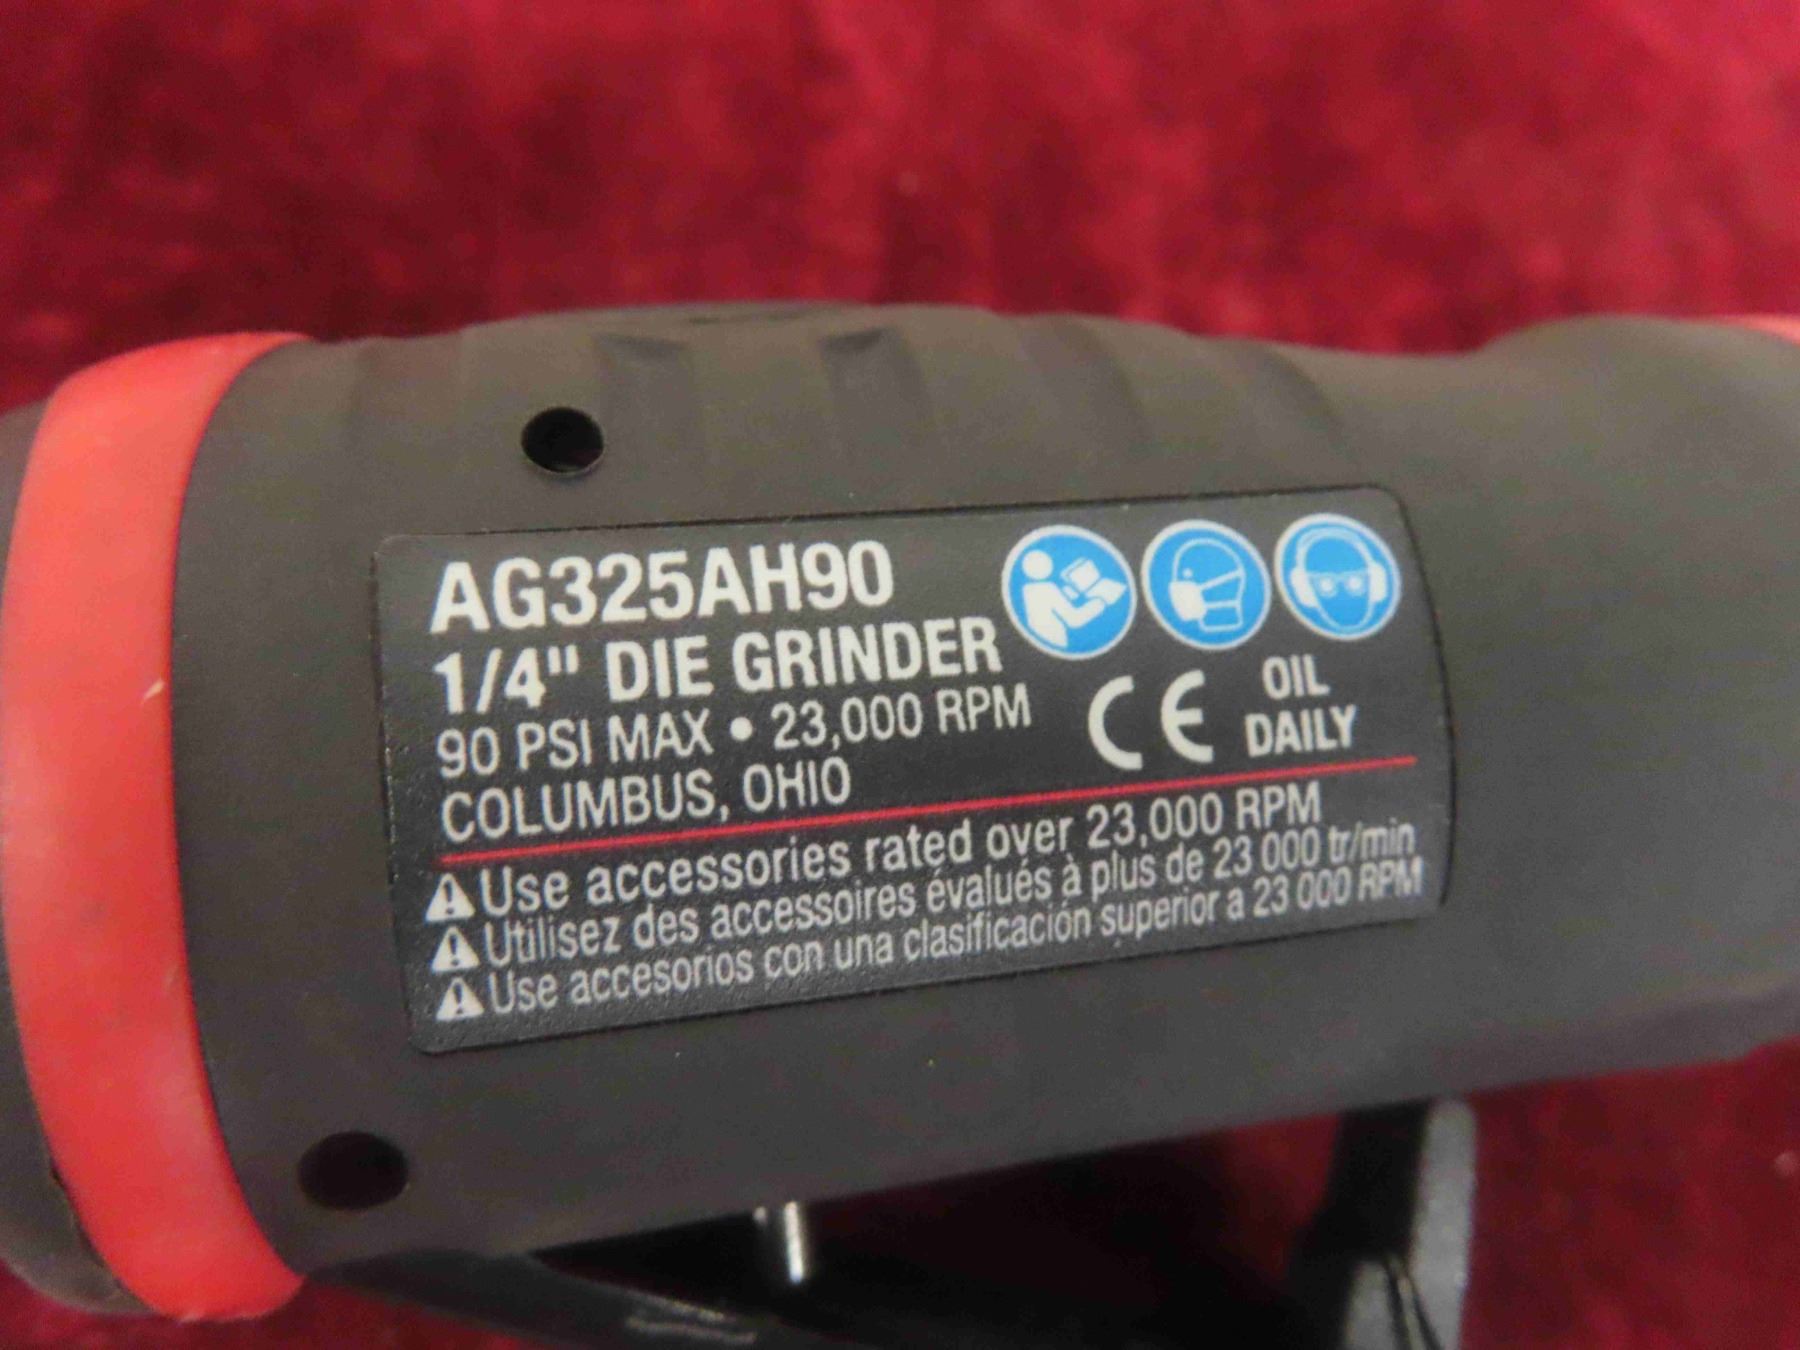 AG325AH90
1/4" DIE GRINDER
90 PSI MAX • 23,000 RPM
COLUMBUS, OHIO
CE
OIL
DAILY
⚠Use accessories rated over 23,000 RPM
⚠Utilisez des accessoires évalués à plus de 23 000 tr/min
⚠Use accesorios con una clasificación superior a 23 000 RPM